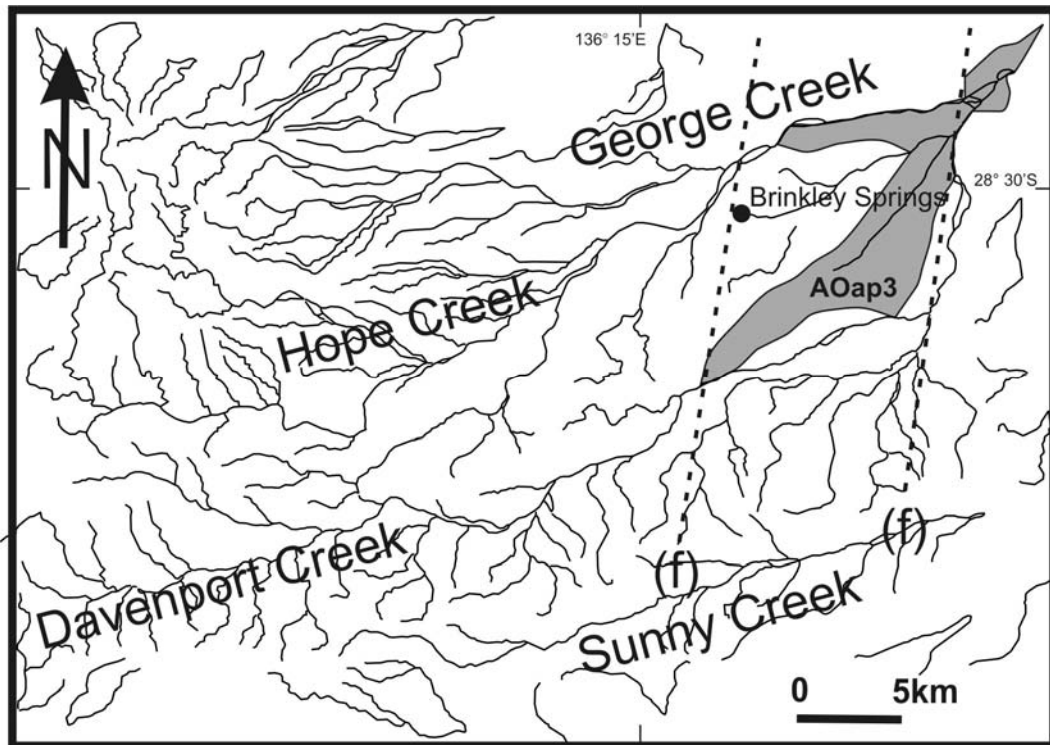 136° 15'E
George Creek
N
28° 30'S
Brinkley Springs
AOap3
Hope Creek
(f)
(f)
Davenport Creek
Sunny Creek
0 5km